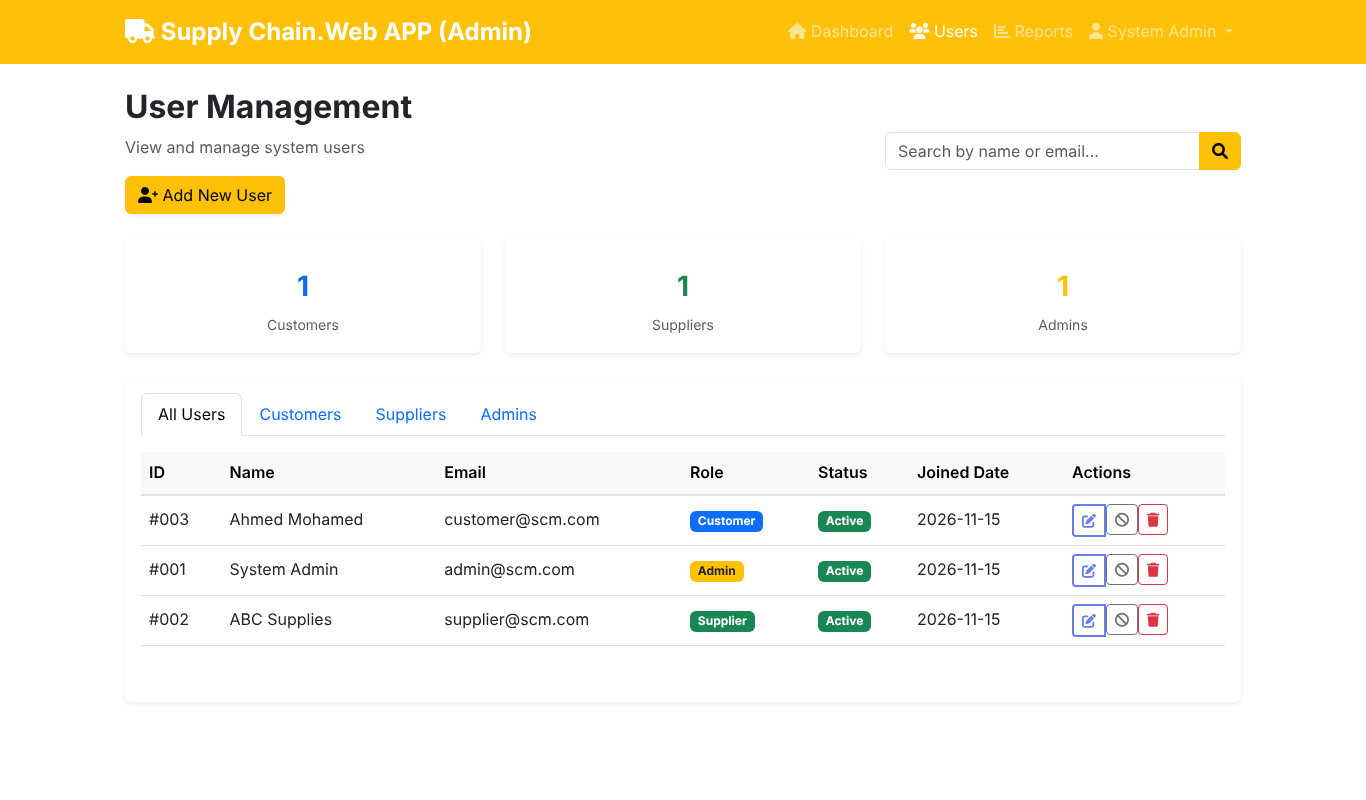 Supply Chain.Web APP (Admin) Dashboard Users Reports System Admin
User Management
View and manage system users
Search by name or email...
Add New User
1
Customers
1
Suppliers
1
Admins
All Users Customers Suppliers Admins
ID Name Email Role Status Joined Date Actions
#003 Ahmed Mohamed customer@scm.com Customer Active 2026-11-15
#001 System Admin admin@scm.com Admin Active 2026-11-15
#002 ABC Supplies supplier@scm.com Supplier Active 2026-11-15